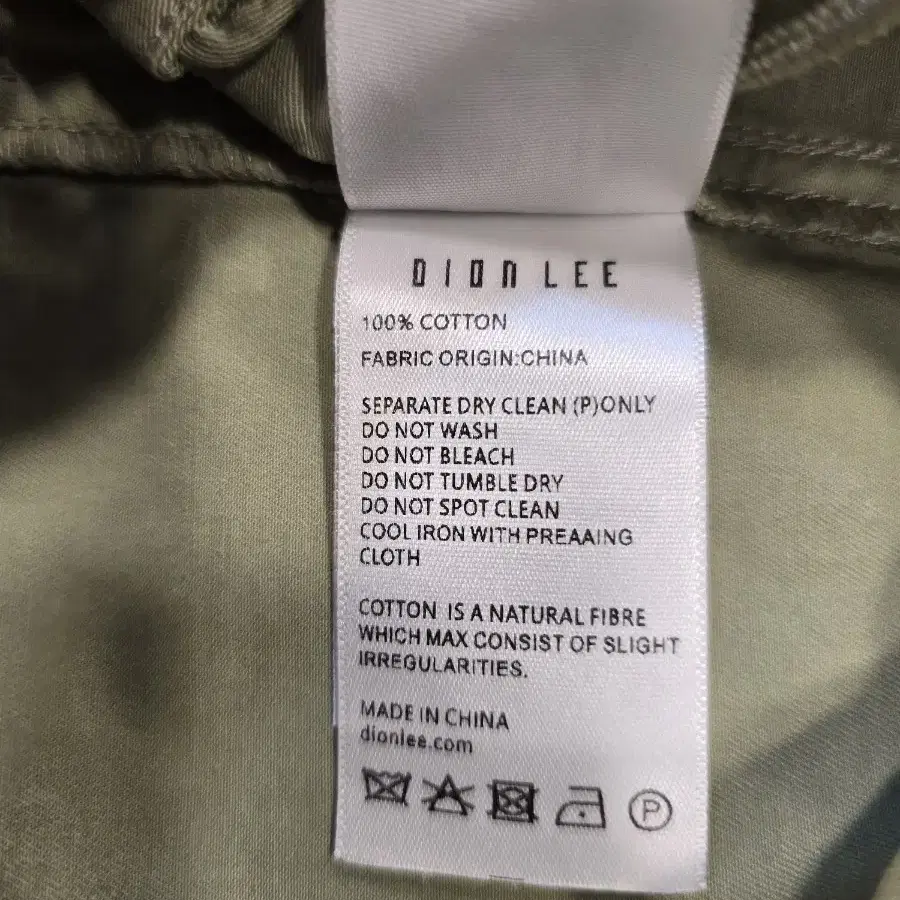 DION LEE
100% COTTON
FABRIC ORIGIN:CHINA
SEPARATE DRY CLEAN (P)ONLY
DO NOT WASH
DO NOT BLEACH
DO NOT TUMBLE DRY
DO NOT SPOT CLEAN
COOL IRON WITH PREAAING
CLOTH
COTTON IS A NATURAL FIBRE
WHICH MAX CONSIST OF SLIGHT
IRREGULARITIES.
MADE IN CHINA
dionlee.com
P